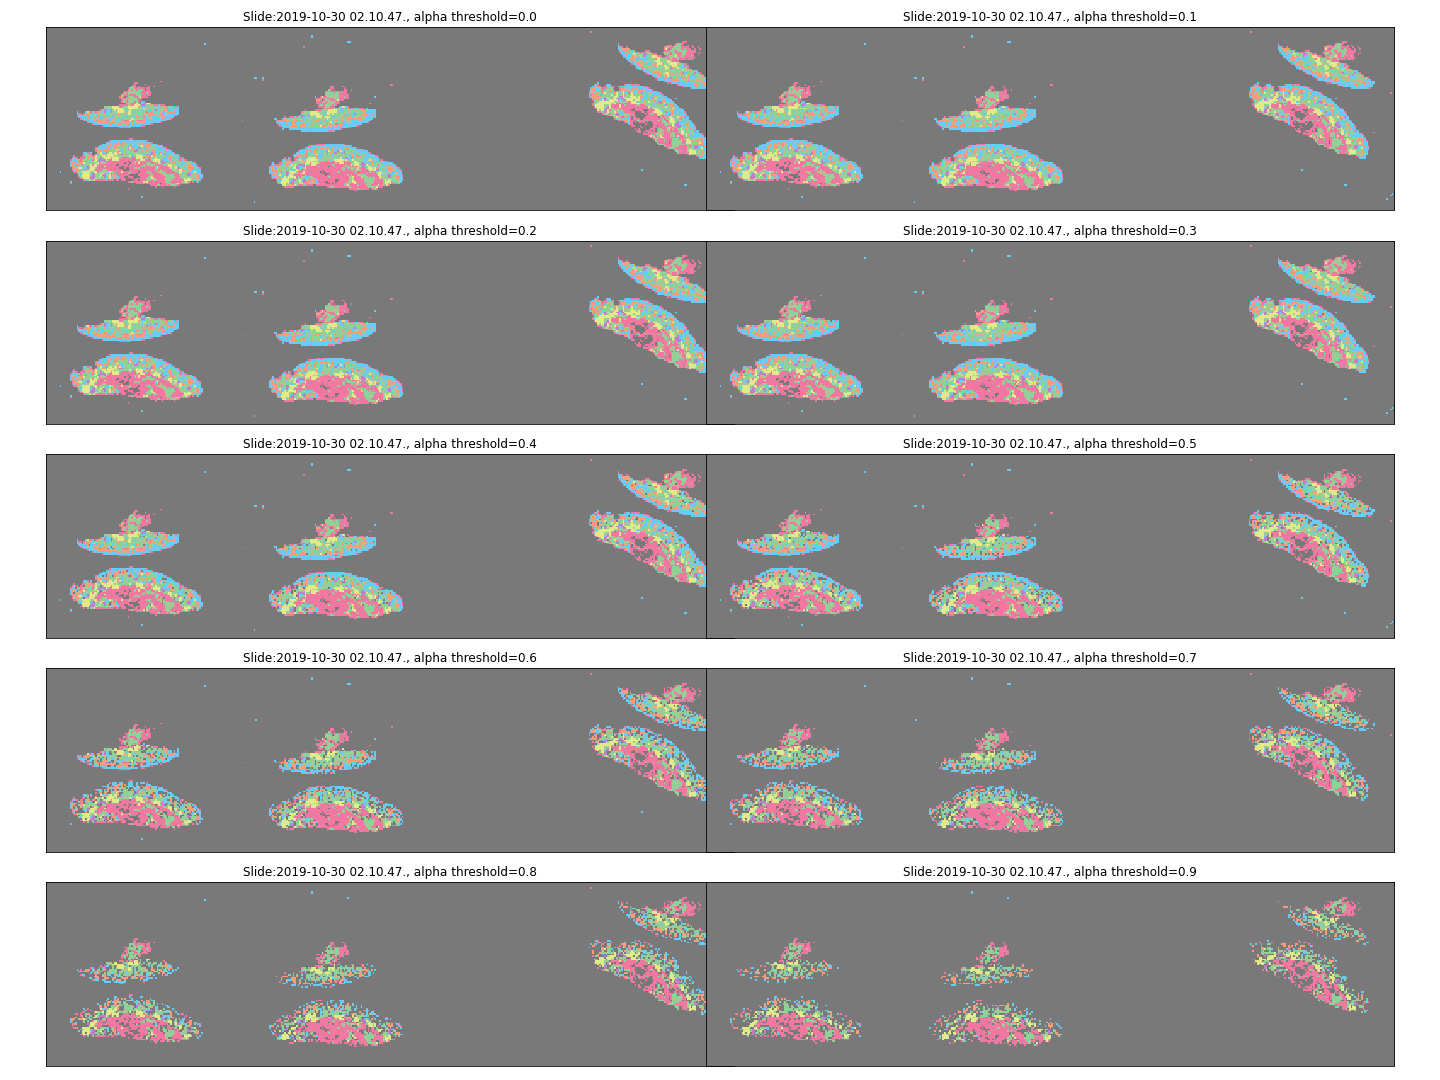 Slide:2019-10-30 02.10.47., alpha threshold=0.0
Slide:2019-10-30 02.10.47., alpha threshold=0.1
Slide:2019-10-30 02.10.47., alpha threshold=0.2
Slide:2019-10-30 02.10.47., alpha threshold=0.3
Slide:2019-10-30 02.10.47., alpha threshold=0.4
Slide:2019-10-30 02.10.47., alpha threshold=0.5
Slide:2019-10-30 02.10.47., alpha threshold=0.6
Slide:2019-10-30 02.10.47., alpha threshold=0.7
Slide:2019-10-30 02.10.47., alpha threshold=0.8
Slide:2019-10-30 02.10.47., alpha threshold=0.9